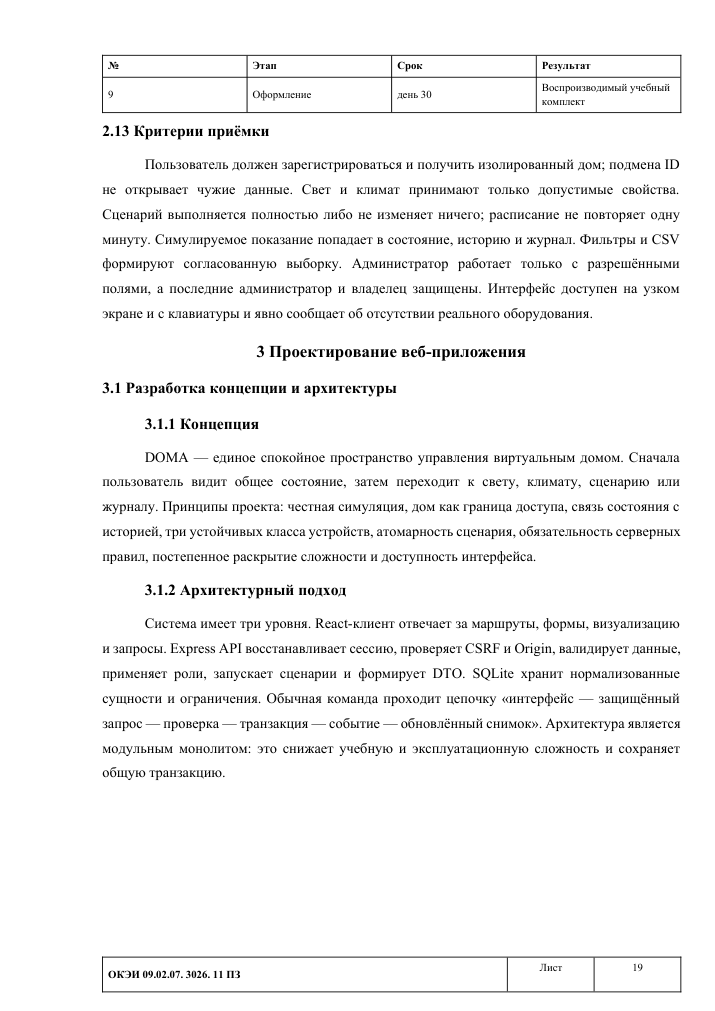 № Этап Срок Результат
9 Оформление день 30 Воспроизводимый учебный
комплект
2.13 Критерии приёмки
Пользователь должен зарегистрироваться и получить изолированный дом; подмена ID
не открывает чужие данные. Свет и климат принимают только допустимые свойства.
Сценарий выполняется полностью либо не изменяет ничего; расписание не повторяет одну
минуту. Симулируемое показание попадает в состояние, историю и журнал. Фильтры и CSV
формируют согласованную выборку. Администратор работает только с разрешёнными
полями, а последние администратор и владелец защищены. Интерфейс доступен на узком
экране и с клавиатуры и явно сообщает об отсутствии реального оборудования.
3 Проектирование веб-приложения
3.1 Разработка концепции и архитектуры
3.1.1 Концепция
DOMA — единое спокойное пространство управления виртуальным домом. Сначала
пользователь видит общее состояние, затем переходит к свету, климату, сценарию или
журналу. Принципы проекта: честная симуляция, дом как граница доступа, связь состояния с
историей, три устойчивых класса устройств, атомарность сценария, обязательность серверных
правил, постепенное раскрытие сложности и доступность интерфейса.
3.1.2 Архитектурный подход
Система имеет три уровня. React-клиент отвечает за маршруты, формы, визуализацию
и запросы. Express API восстанавливает сессию, проверяет CSRF и Origin, валидирует данные,
применяет роли, запускает сценарии и формирует DTO. SQLite хранит нормализованные
сущности и ограничения. Обычная команда проходит цепочку «интерфейс — защищённый
запрос — проверка — транзакция — событие — обновлённый снимок». Архитектура является
модульным монолитом: это снижает учебную и эксплуатационную сложность и сохраняет
общую транзакцию.
ОКЭИ 09.02.07. 3026. 11 ПЗ Лист 19